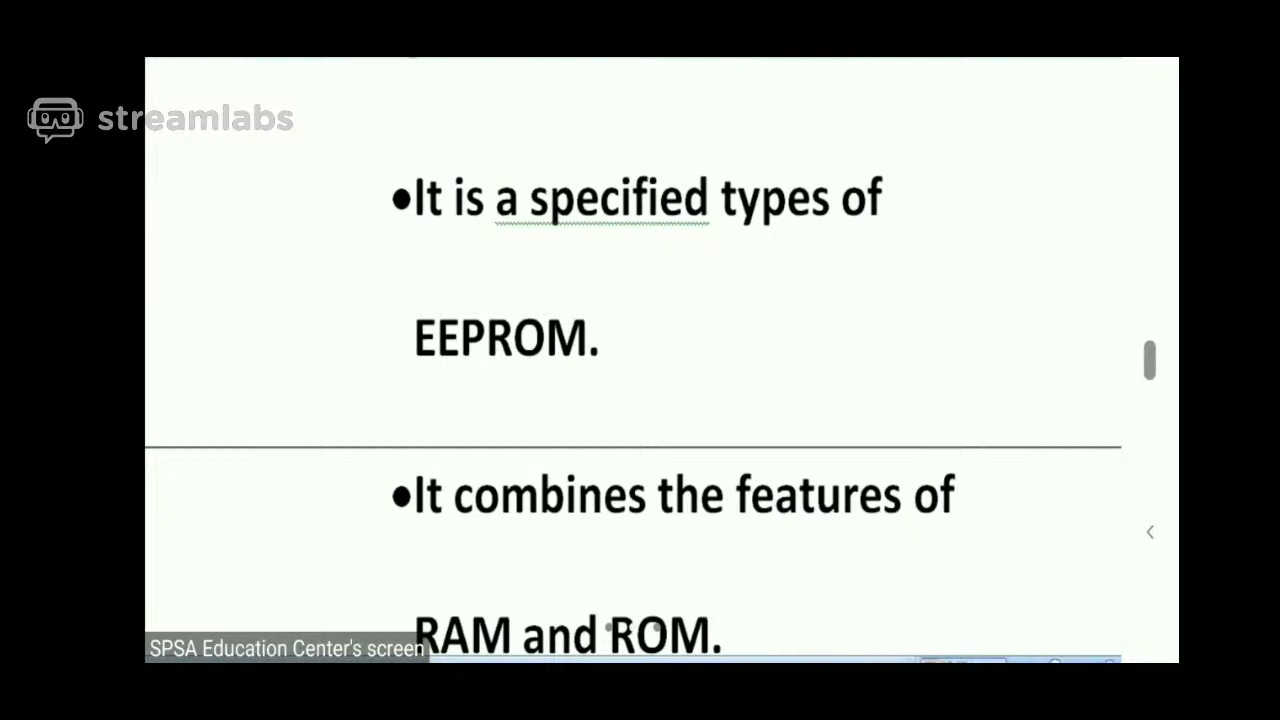 streamlabs
•It is a specified types of
EEPROM.
•It combines the features of
RAM and ROM.
SPSA Education Center's screen